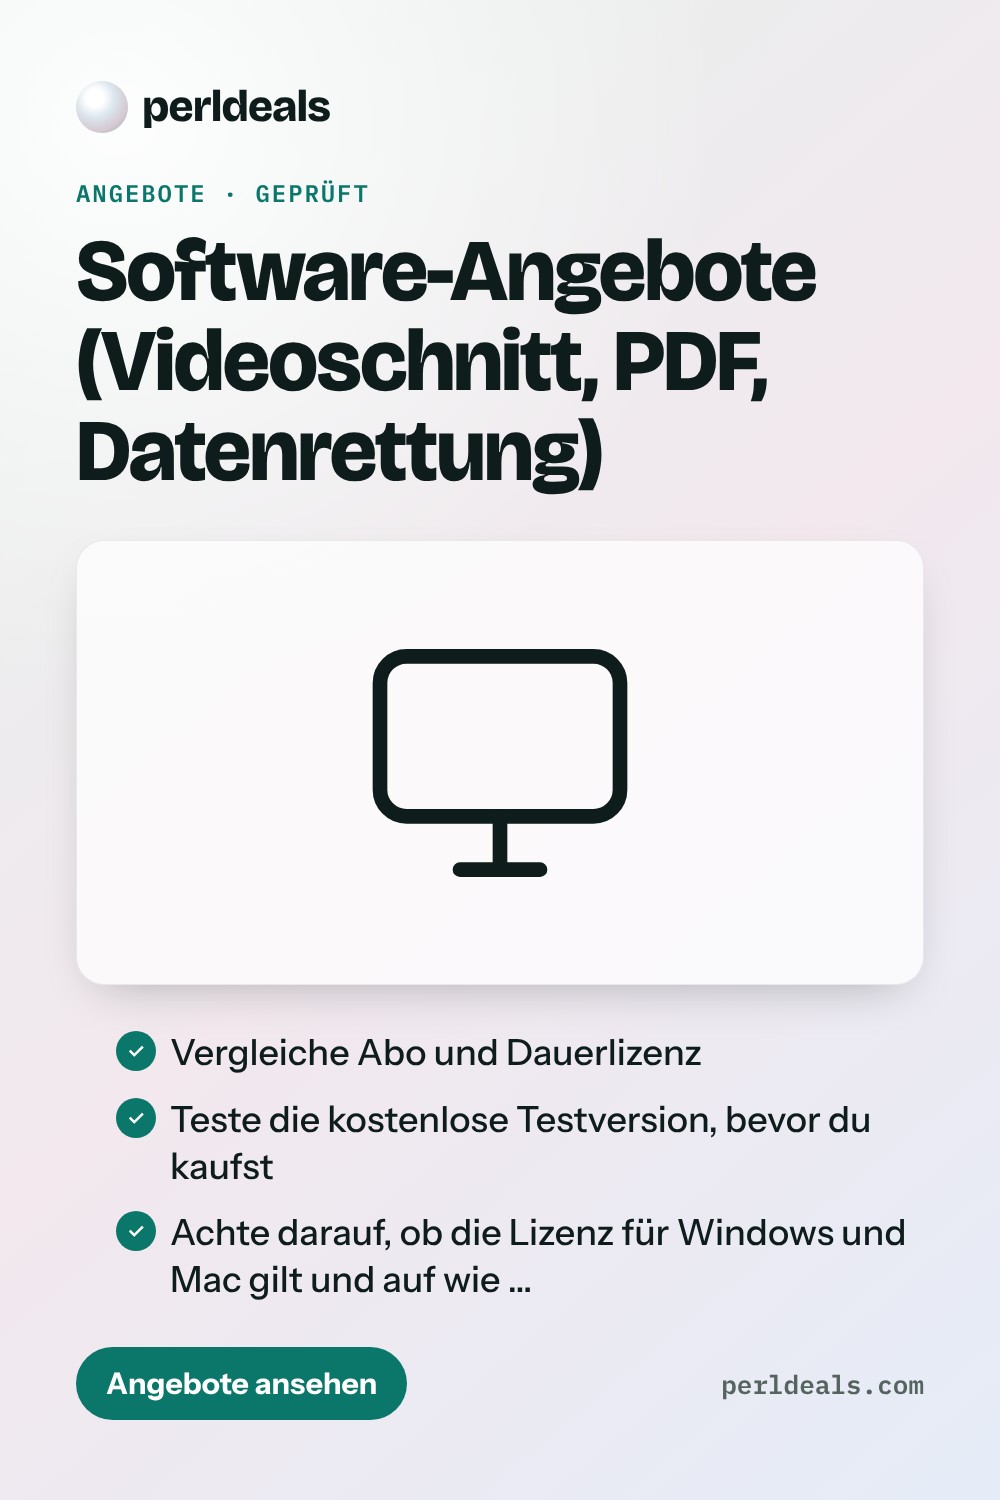 perldeals
ANGEBOTE · GEPRÜFT
Software-Angebote
(Videoschnitt, PDF,
Datenrettung)
Vergleiche Abo und Dauerlizenz
Teste die kostenlose Testversion, bevor du
kaufst
Achte darauf, ob die Lizenz für Windows und
Mac gilt und auf wie ...
Angebote ansehen
perldeals.com